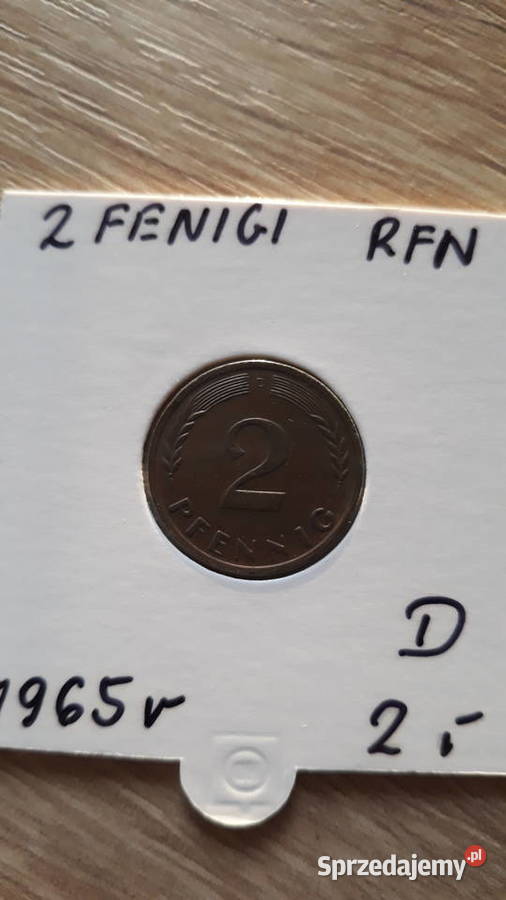 2 FENIGI RFN
D
2
PFENNIG
D
1965r 2,-
Sprzedajemy.pl